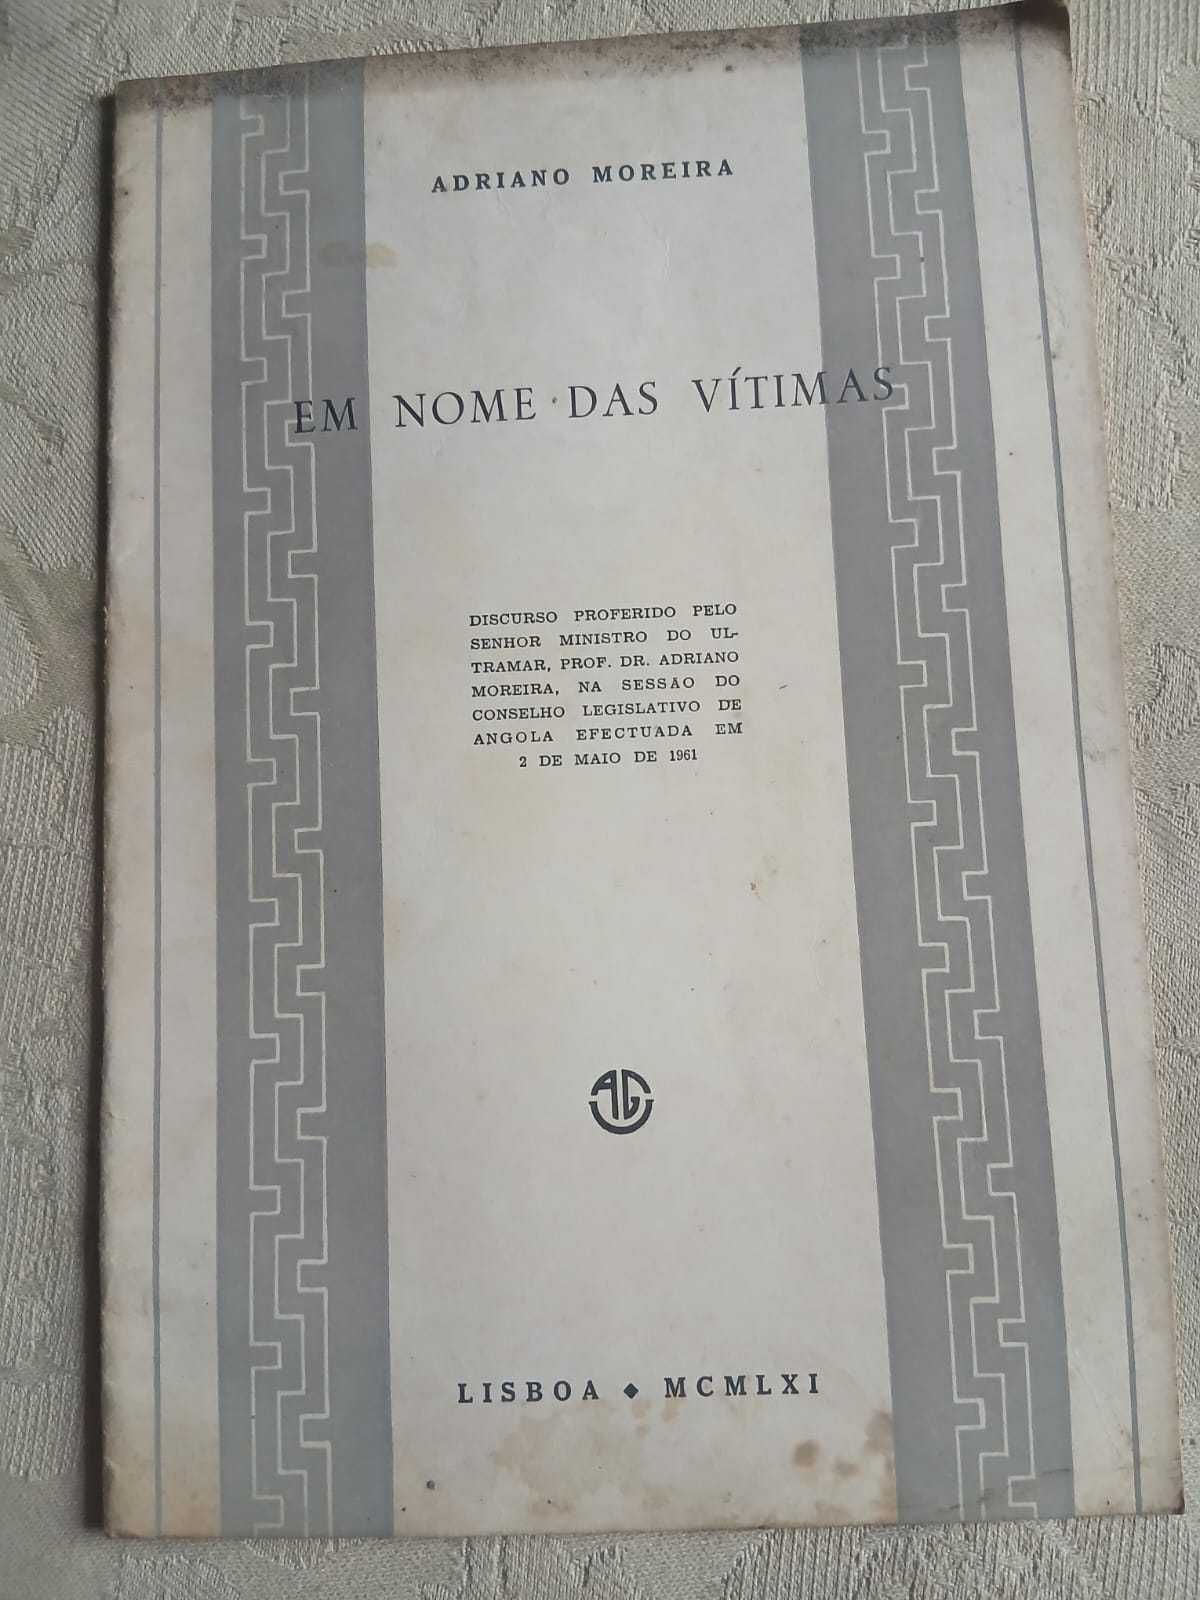 ADRIANO MOREIRA
EM NOME DAS VÍTIMAS
DISCURSO PROFERIDO PELO
SENHOR MINISTRO DO UL-
TRAMAR, PROF. DR. ADRIANO
MOREIRA, NA SESSÃO DO
CONSELHO LEGISLATIVO DE
ANGOLA EFECTUADA EM
2 DE MAIO DE 1961
AGU
LISBOA ◆ MCMLXI